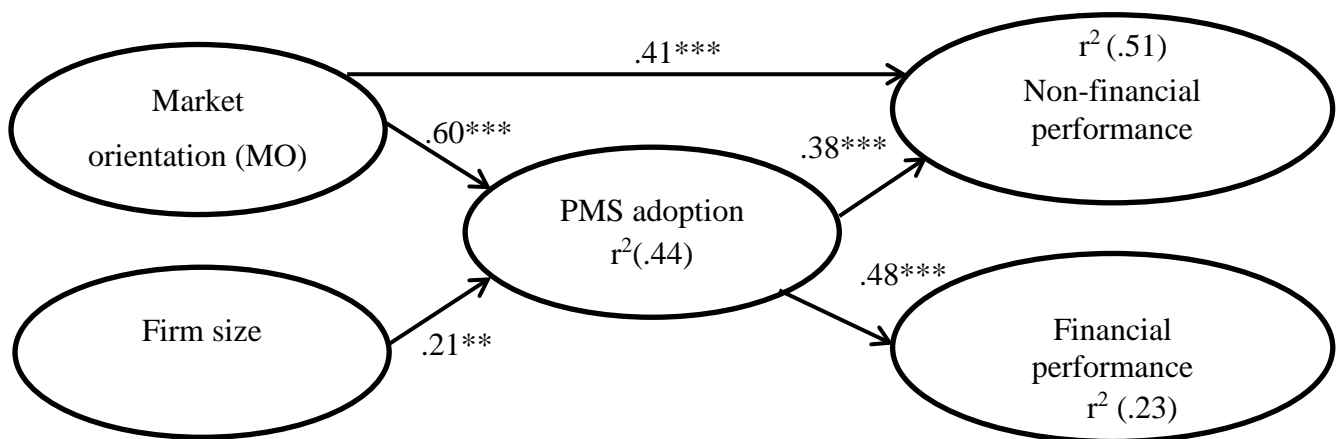 Market
orientation (MO)
.41***
r² (.51)
Non-financial
performance
.60***
.38***
PMS adoption
r²(.44)
Firm size
.21**
.48***
Financial
performance
r² (.23)